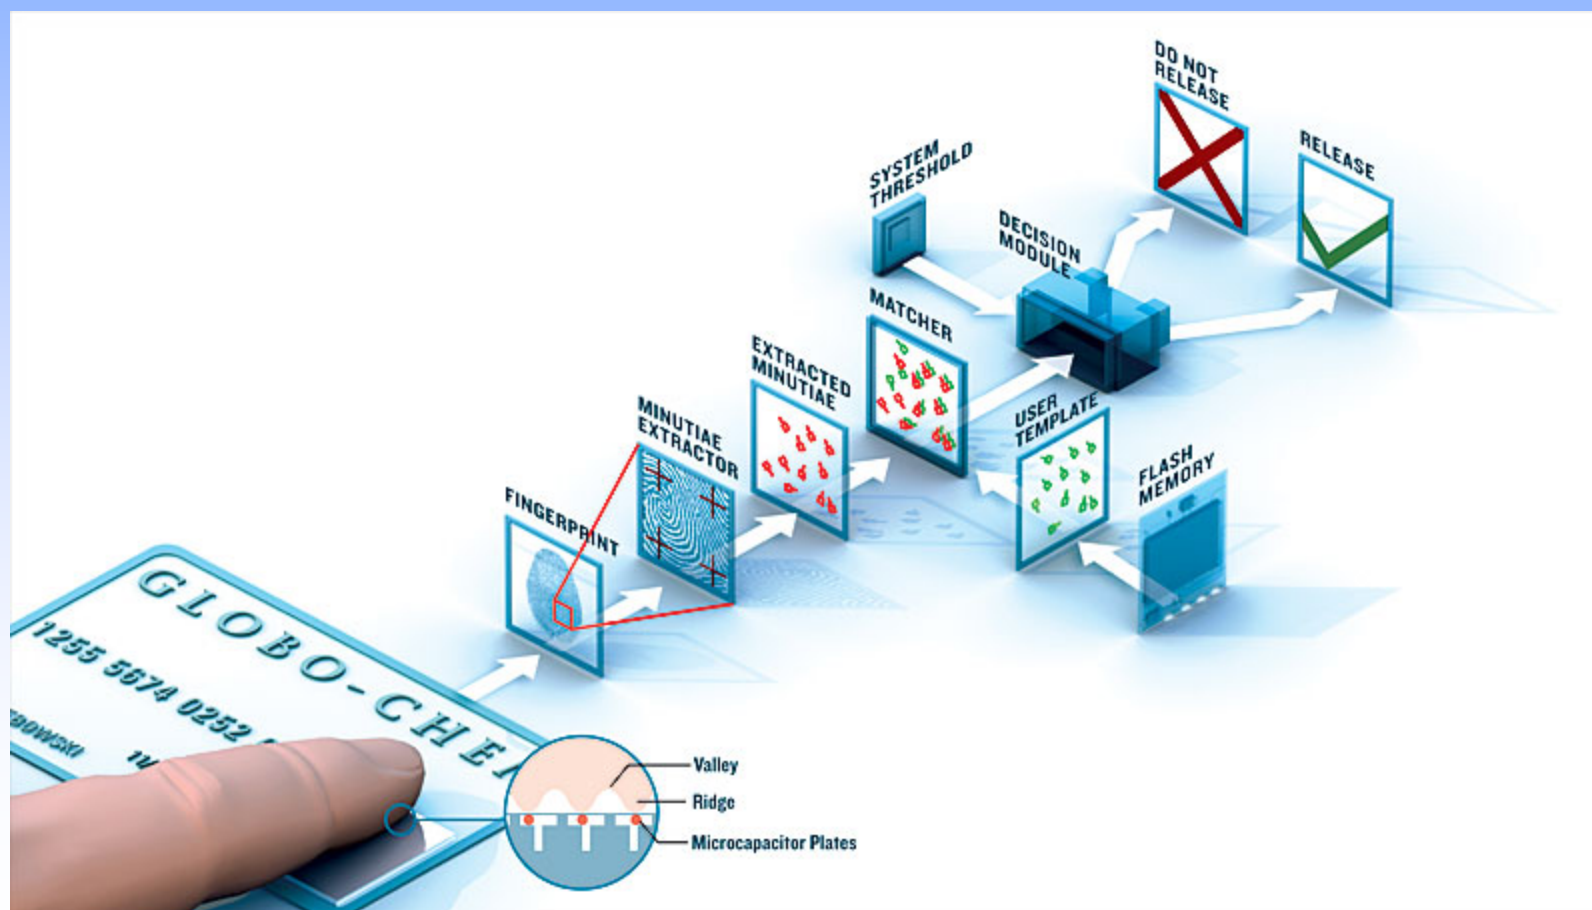 DO NOT
RELEASE
RELEASE
SYSTEM
THRESHOLD
DECISION
MODULE
MATCHER
EXTRACTED
MINUTIAE
USER
TEMPLATE
MINUTIAE
EXTRACTOR
FLASH
MEMORY
FINGERPRINT
GLOBO-CHE
1255 5674 0252
BOWSKI
Valley
Ridge
Microcapacitor Plates